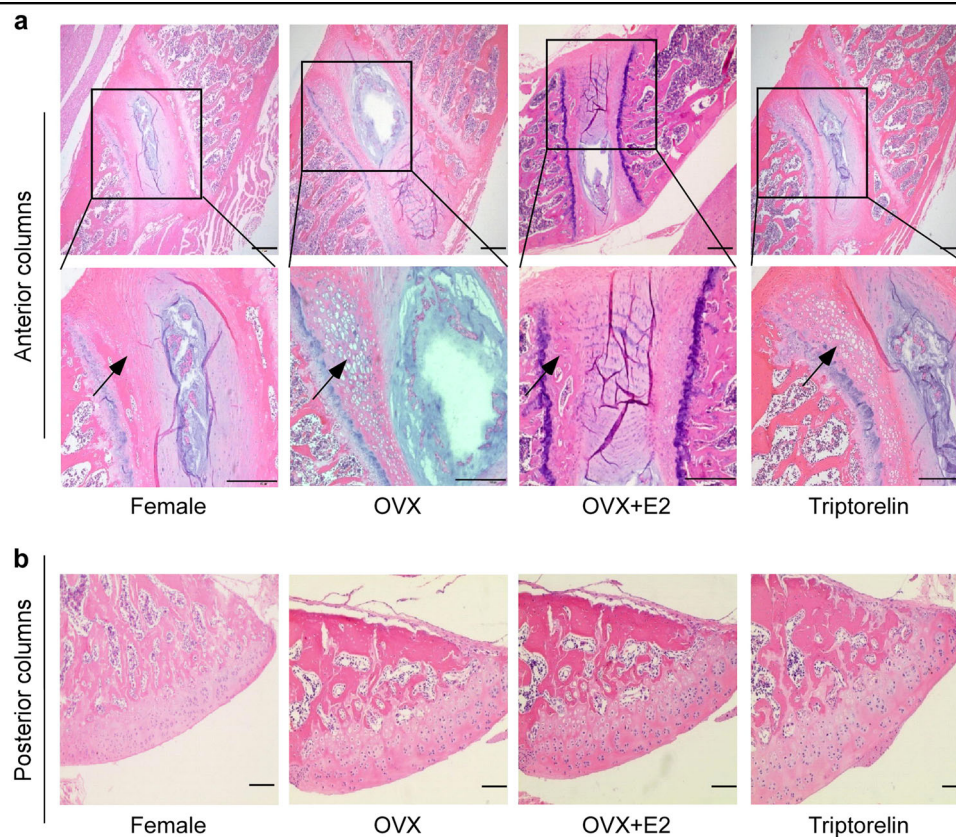 a
Anterior columns
Female
OVX
OVX+E2
Triptorelin
b
Posterior columns
Female
OVX
OVX+E2
Triptorelin